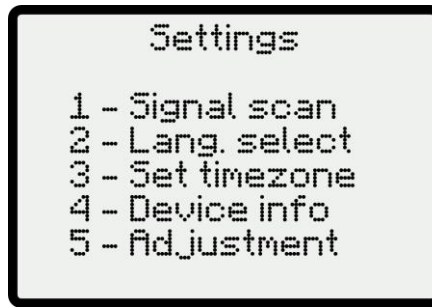 Settings
1 - Signal scan
2 - Lang. select
3 - Set timezone
4 - Device info
5 - Adjustment